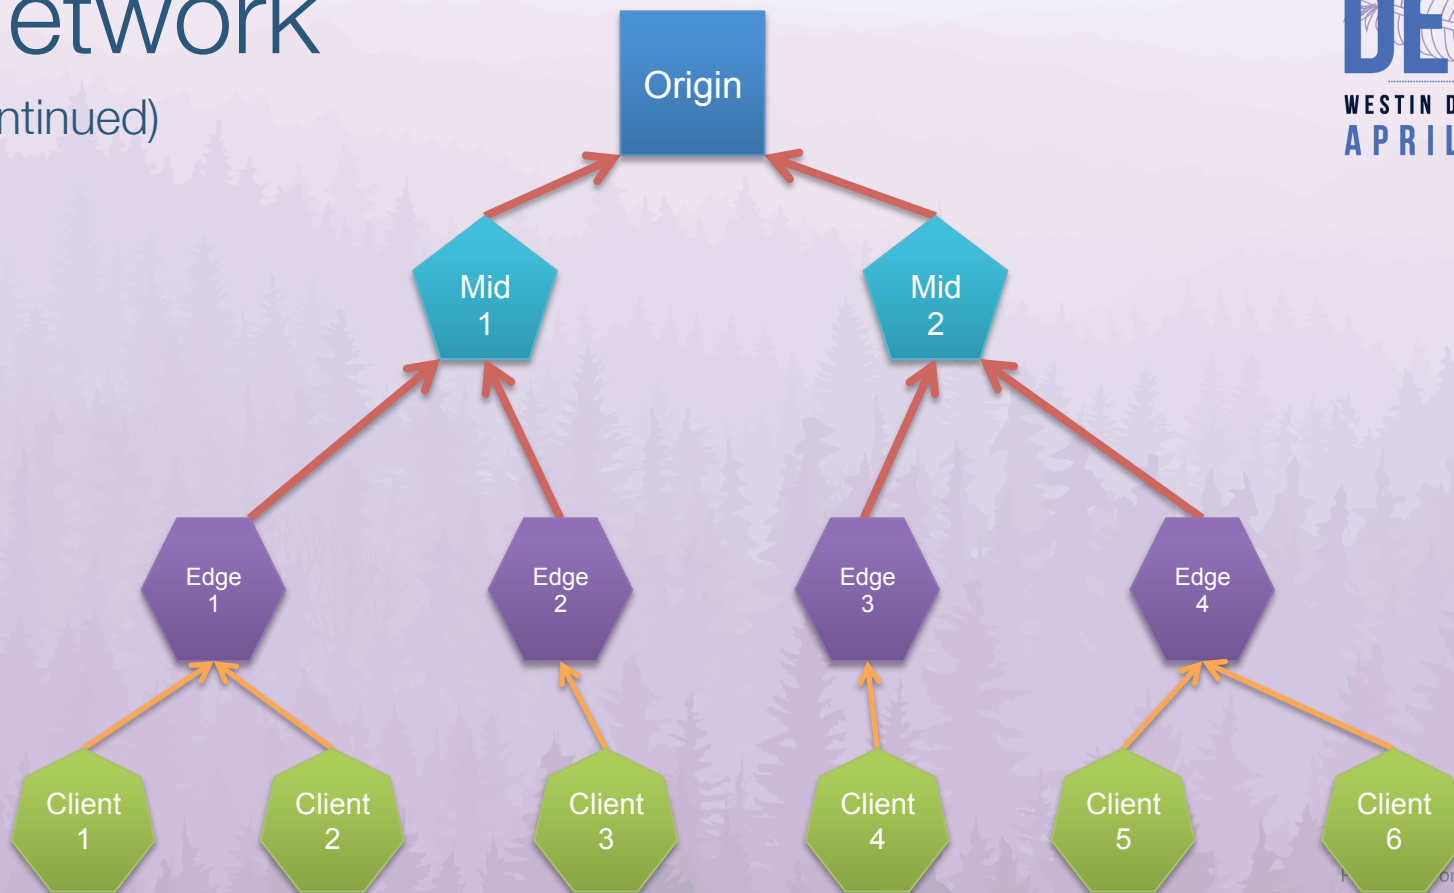 etwork
ntinued)
DE
WESTIN D
APRIL
Origin
Mid
1
Mid
2
Edge
1
Edge
2
Edge
3
Edge
4
Client
1
Client
2
Client
3
Client
4
Client
5
Client
6